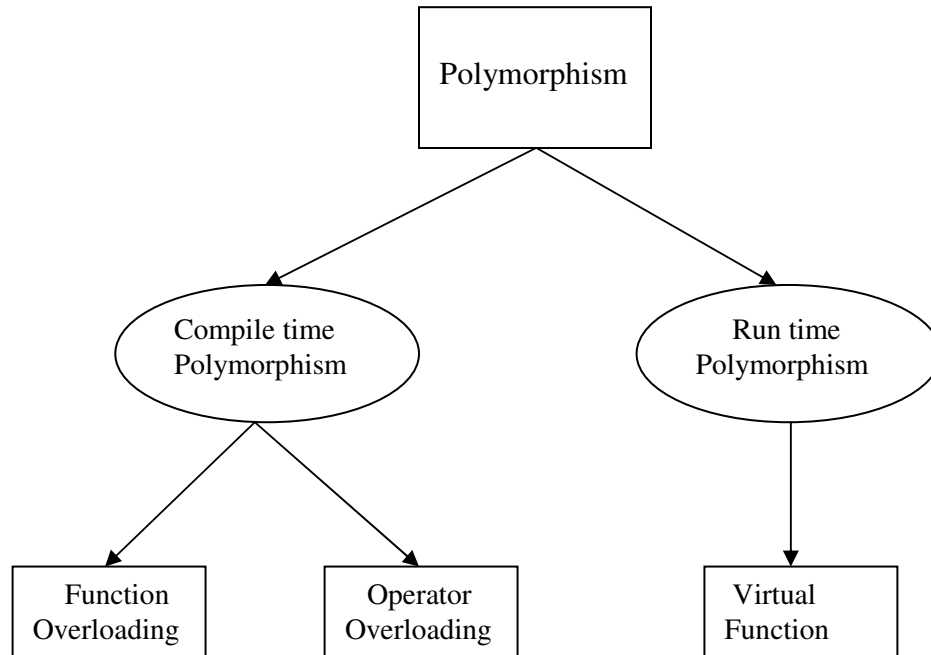 Polymorphism
Compile time
Polymorphism
Run time
Polymorphism
Function
Overloading
Operator
Overloading
Virtual
Function